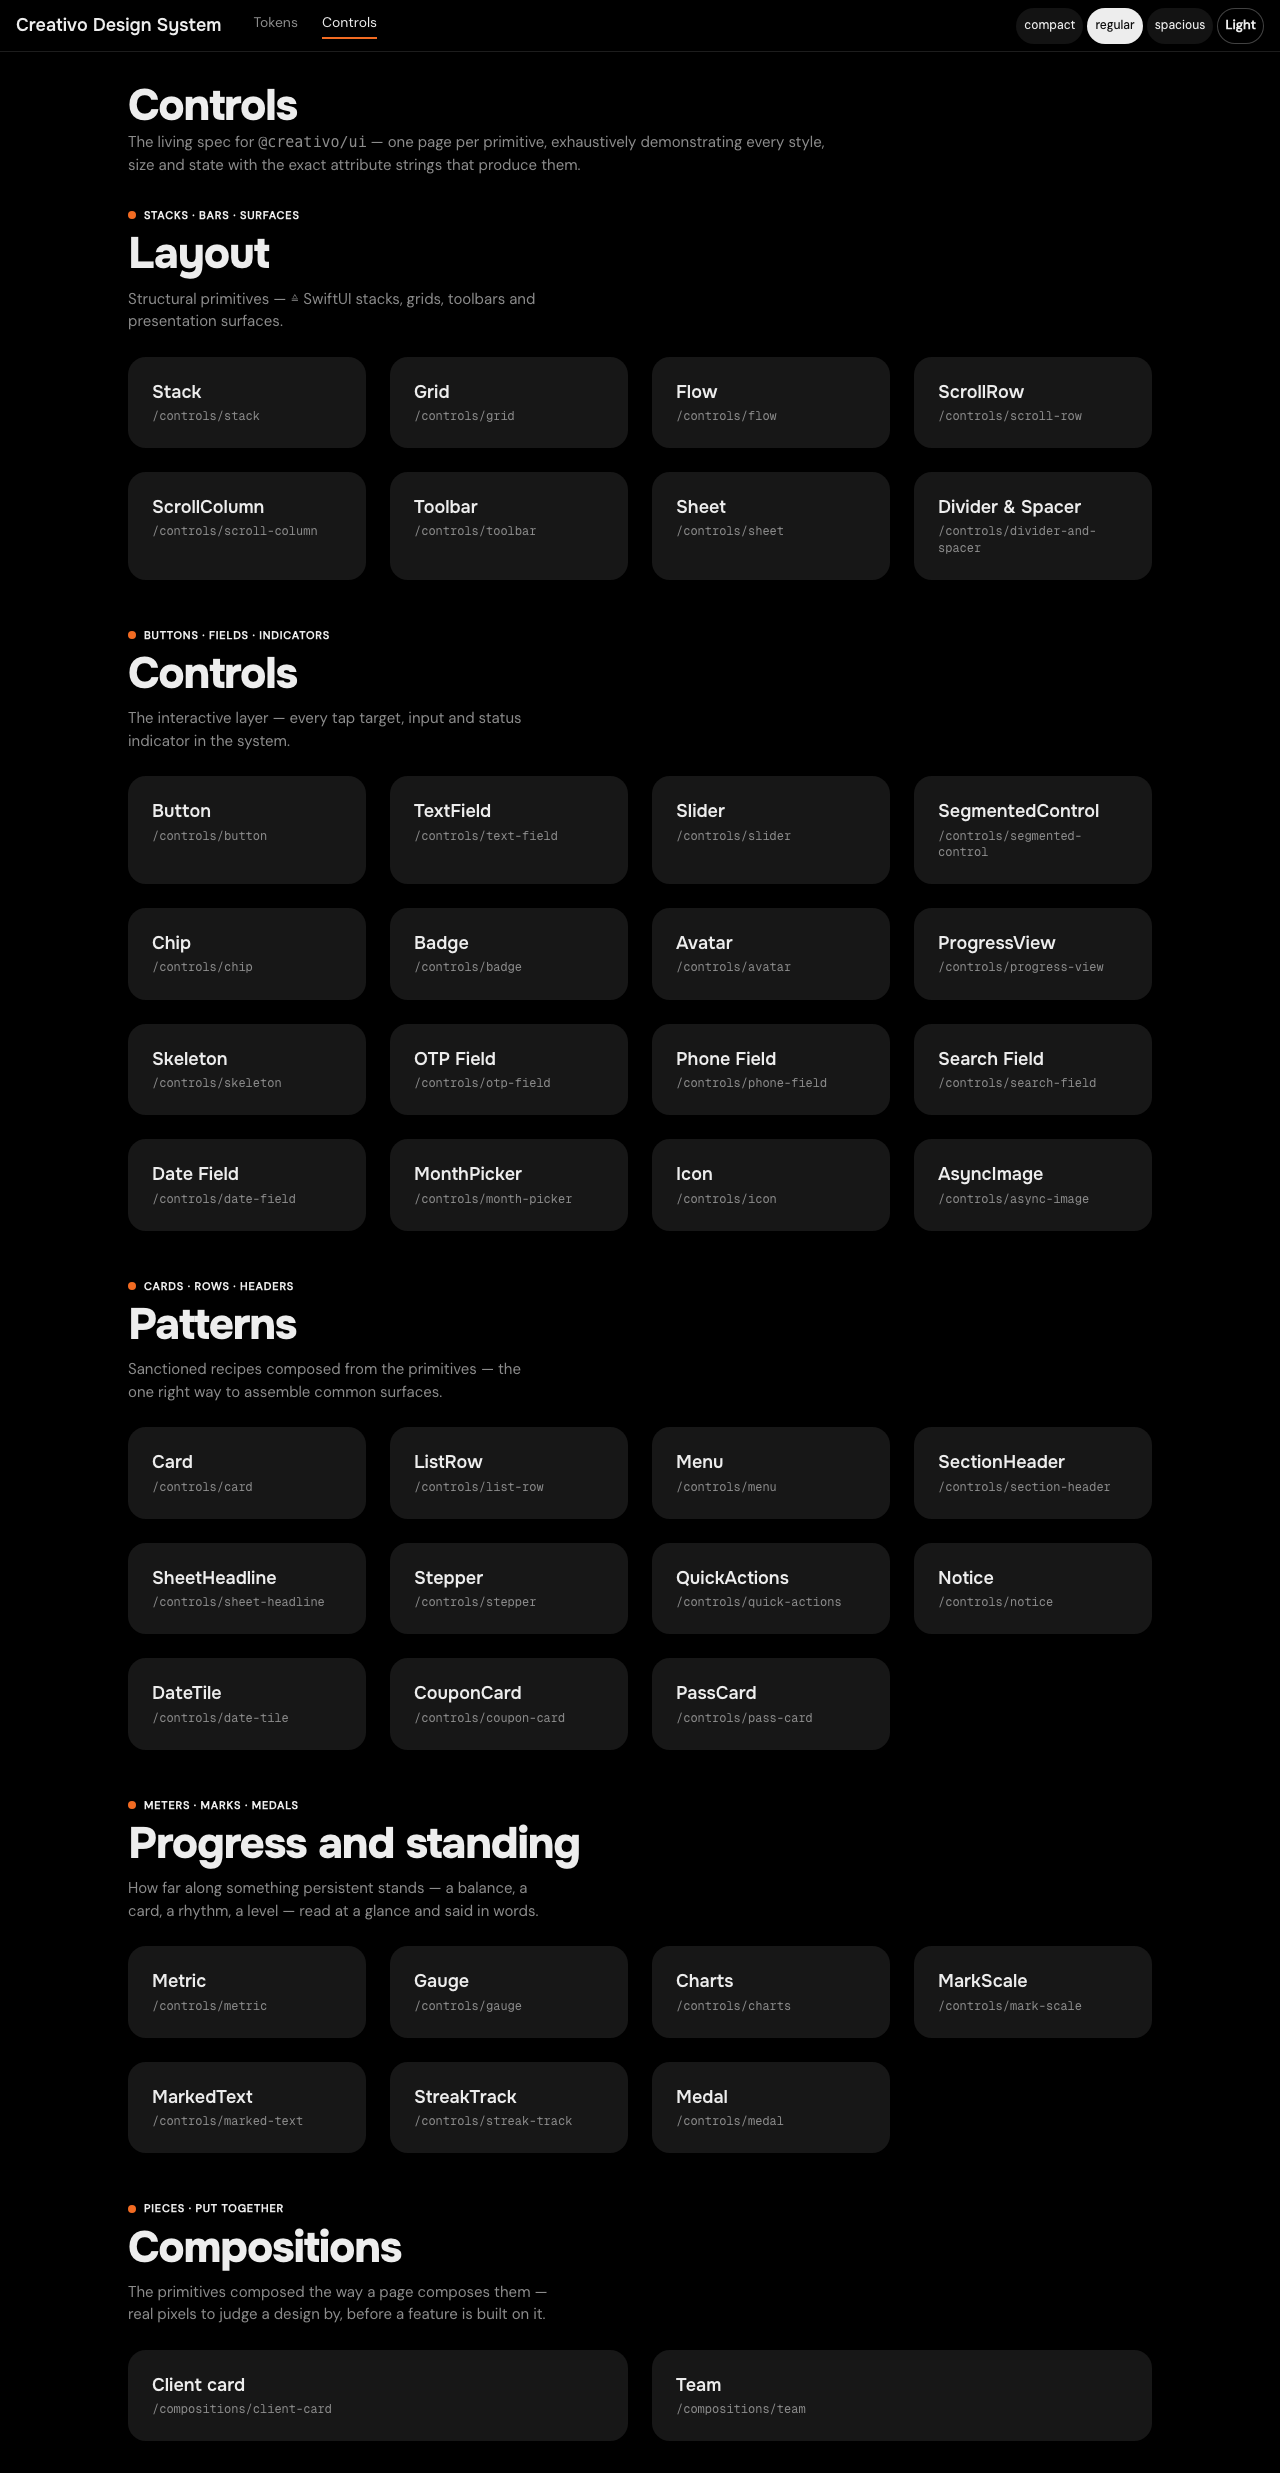 Creativo Design System Tokens Controls compact regular spacious Light
Controls
The living spec for @creativo/ui — one page per primitive, exhaustively demonstrating every style,
size and state with the exact attribute strings that produce them.
STACKS · BARS · SURFACES
Layout
Structural primitives — ≙ SwiftUI stacks, grids, toolbars and
presentation surfaces.
Stack Grid Flow ScrollRow
/controls/stack /controls/grid /controls/flow /controls/scroll-row
ScrollColumn Toolbar Sheet Divider & Spacer
/controls/scroll-column /controls/toolbar /controls/sheet /controls/divider-and-
spacer
BUTTONS · FIELDS · INDICATORS
Controls
The interactive layer — every tap target, input and status
indicator in the system.
Button TextField Slider SegmentedControl
/controls/button /controls/text-field /controls/slider /controls/segmented-
control
Chip Badge Avatar ProgressView
/controls/chip /controls/badge /controls/avatar /controls/progress-view
Skeleton OTP Field Phone Field Search Field
/controls/skeleton /controls/otp-field /controls/phone-field /controls/search-field
Date Field MonthPicker Icon AsyncImage
/controls/date-field /controls/month-picker /controls/icon /controls/async-image
CARDS · ROWS · HEADERS
Patterns
Sanctioned recipes composed from the primitives — the
one right way to assemble common surfaces.
Card ListRow Menu SectionHeader
/controls/card /controls/list-row /controls/menu /controls/section-header
SheetHeadline Stepper QuickActions Notice
/controls/sheet-headline /controls/stepper /controls/quick-actions /controls/notice
DateTile CouponCard PassCard
/controls/date-tile /controls/coupon-card /controls/pass-card
METERS · MARKS · MEDALS
Progress and standing
How far along something persistent stands — a balance, a
card, a rhythm, a level — read at a glance and said in words.
Metric Gauge Charts MarkScale
/controls/metric /controls/gauge /controls/charts /controls/mark-scale
MarkedText StreakTrack Medal
/controls/marked-text /controls/streak-track /controls/medal
PIECES · PUT TOGETHER
Compositions
The primitives composed the way a page composes them —
real pixels to judge a design by, before a feature is built on it.
Client card Team
/compositions/client-card /compositions/team